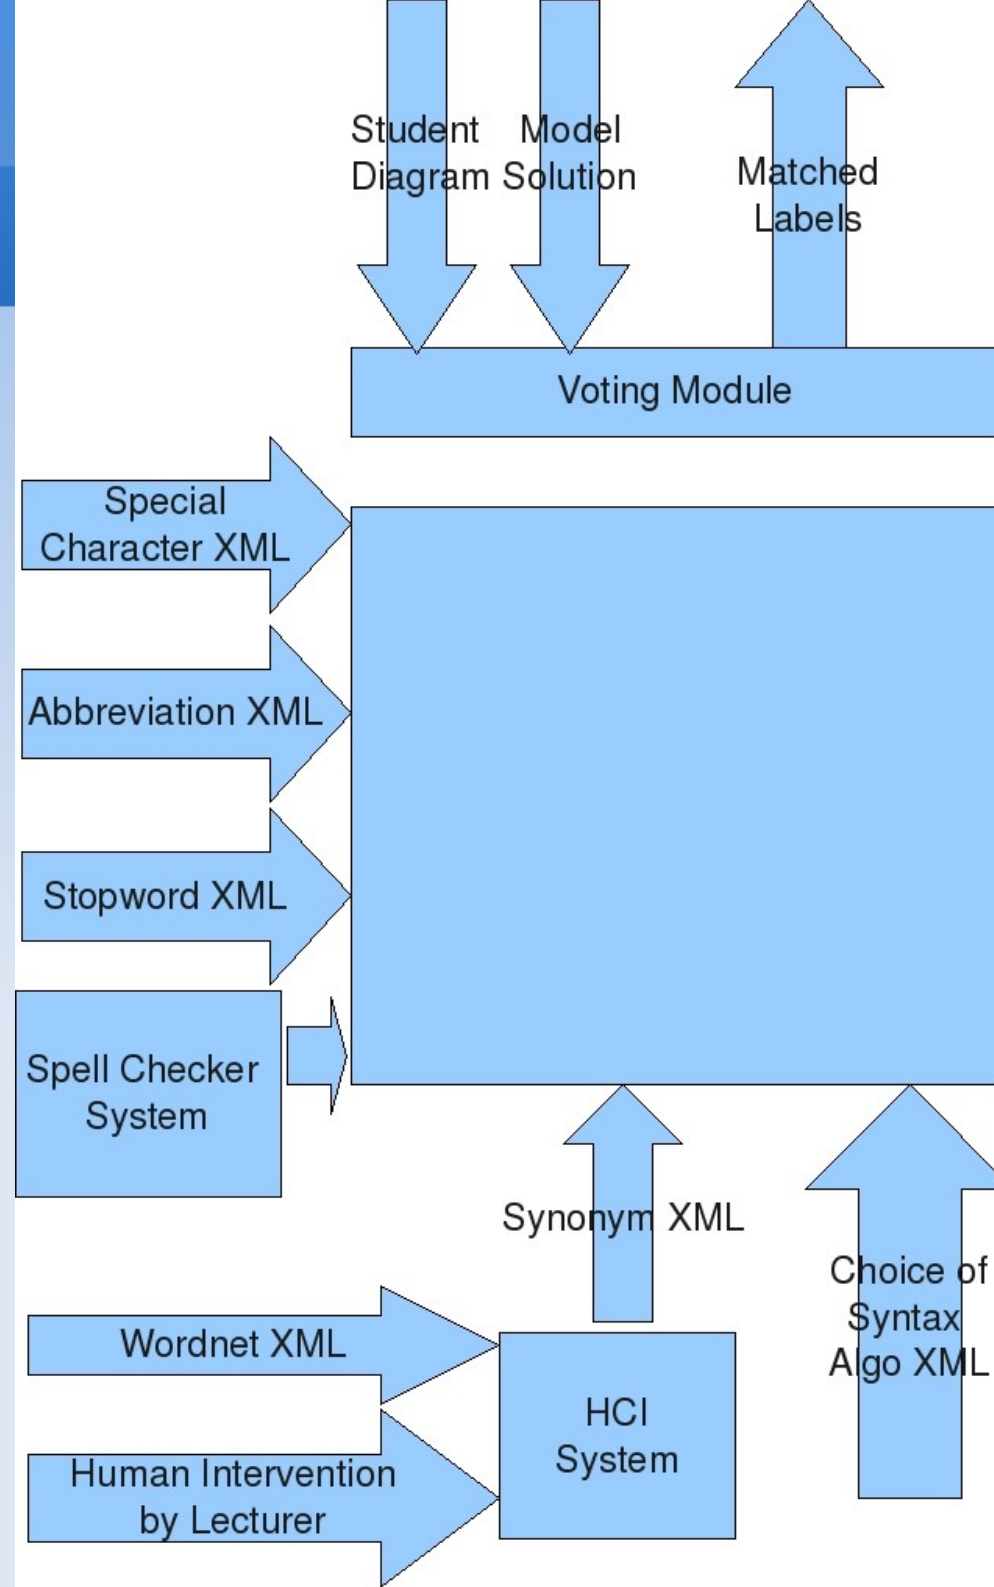 Student
Diagram
Model
Solution
Matched
Labels
Voting Module
Special
Character XML
Abbreviation XML
Stopword XML
Spell Checker
System
Synonym XML
Choice of
Syntax
Algo XML
Wordnet XML
HCI
System
Human Intervention
by Lecturer